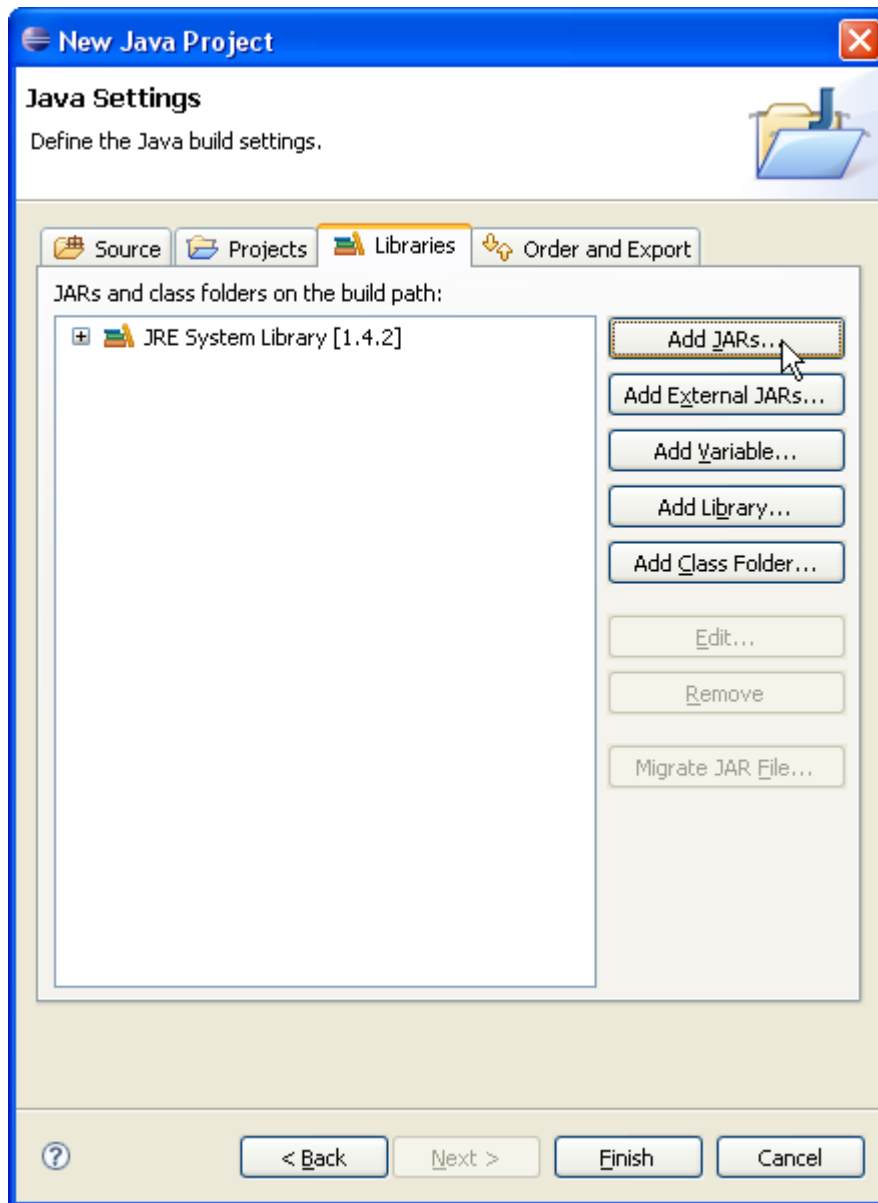 New Java Project
Java Settings
Define the Java build settings.
Source Projects Libraries Order and Export
JARs and class folders on the build path:
JRE System Library [1.4.2]
Add JARs...
Add External JARs...
Add Variable...
Add Library...
Add Class Folder...
Edit...
Remove
Migrate JAR File...
? < Back Next > Finish Cancel